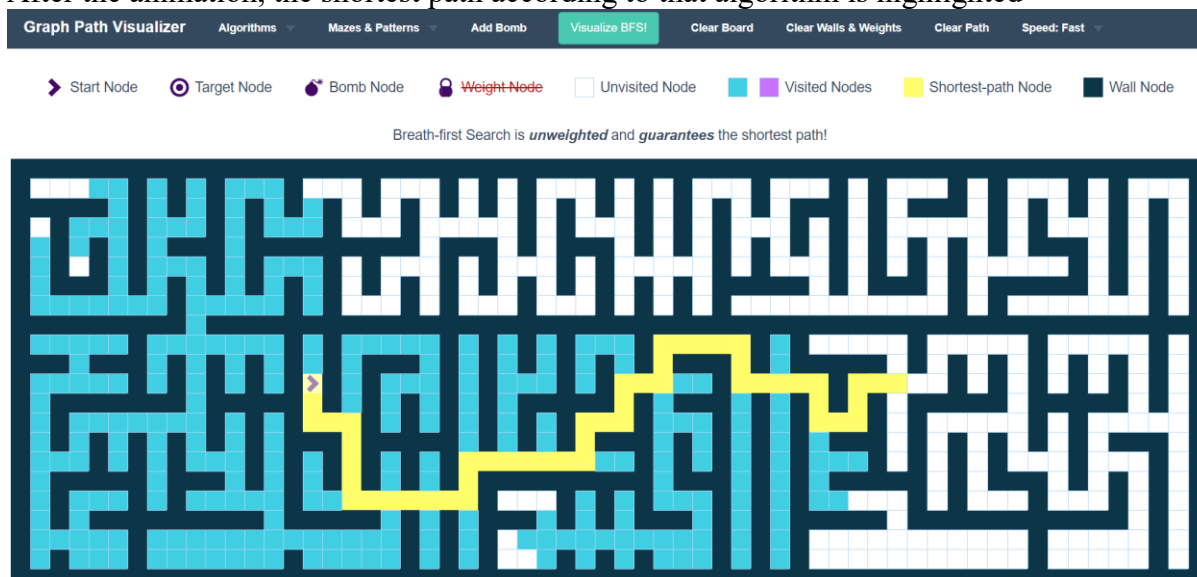 After the animation, the shortest path according to that algorithm is highlighted
Graph Path Visualizer Algorithms Mazes & Patterns Add Bomb Visualize BFS! Clear Board Clear Walls & Weights Clear Path Speed: Fast
Start Node Target Node Bomb Node Weight Node Unvisited Node Visited Nodes Shortest-path Node Wall Node
Breath-first Search is unweighted and guarantees the shortest path!